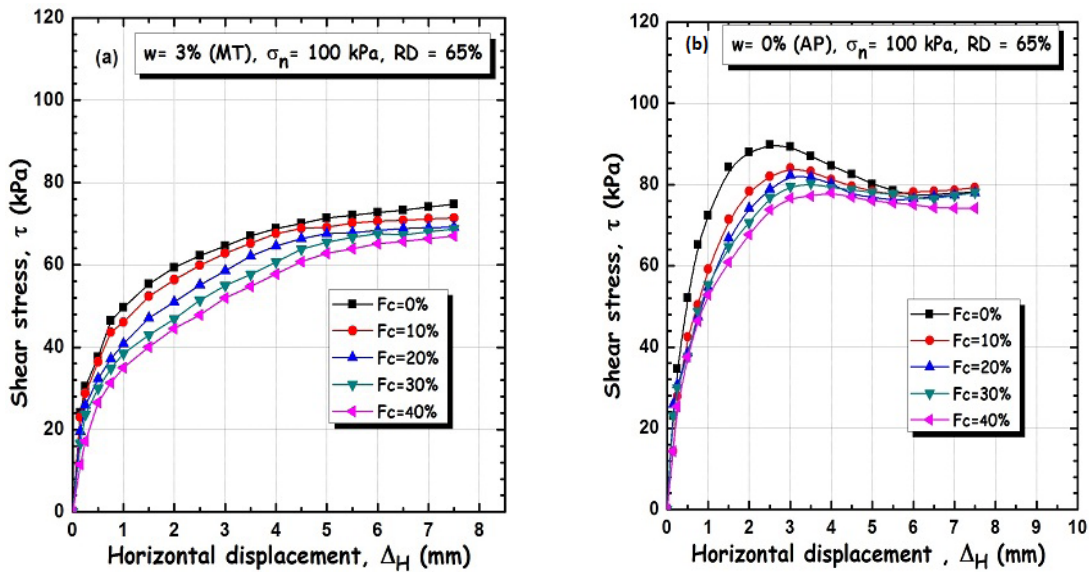 (a) w= 3% (MT), σn= 100 kPa, RD = 65%
120
100
80
60
40
20
0
Shear stress, τ (kPa)
Fc=0%
Fc=10%
Fc=20%
Fc=30%
Fc=40%
0 1 2 3 4 5 6 7 8
Horizontal displacement, ΔH (mm)
(b) w= 0% (AP), σn= 100 kPa, RD = 65%
120
100
80
60
40
20
0
Shear stress, τ (kPa)
Fc=0%
Fc=10%
Fc=20%
Fc=30%
Fc=40%
0 1 2 3 4 5 6 7 8 9 10
Horizontal displacement , ΔH (mm)